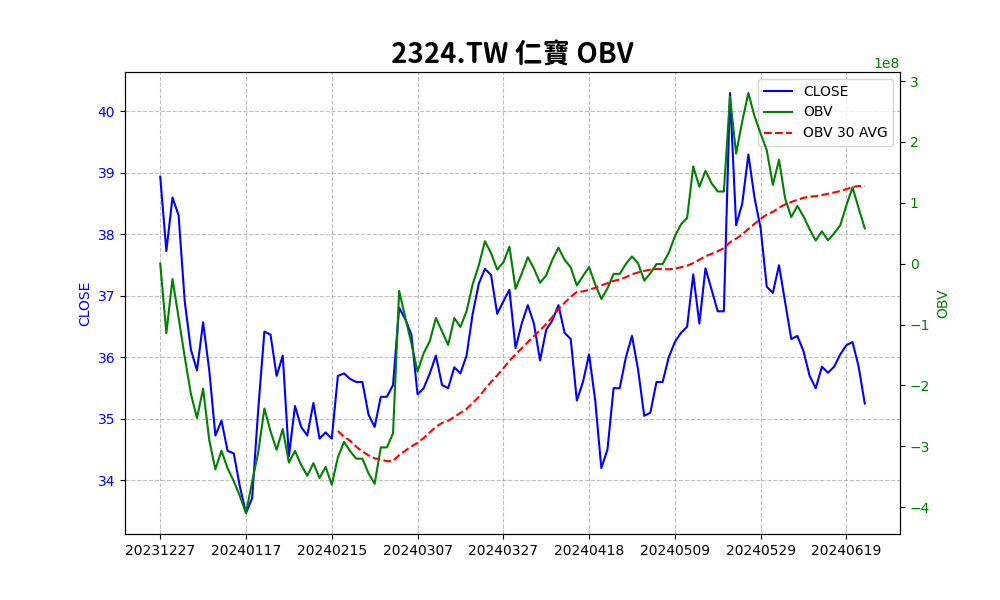 2324.TW 仁寶 OBV
1e8
CLOSE
OBV
OBV 30 AVG
40
39
38
37
36
35
34
CLOSE
3
2
1
0
−1
−2
−3
−4
OBV
20231227 20240117 20240215 20240307 20240327 20240418 20240509 20240529 20240619